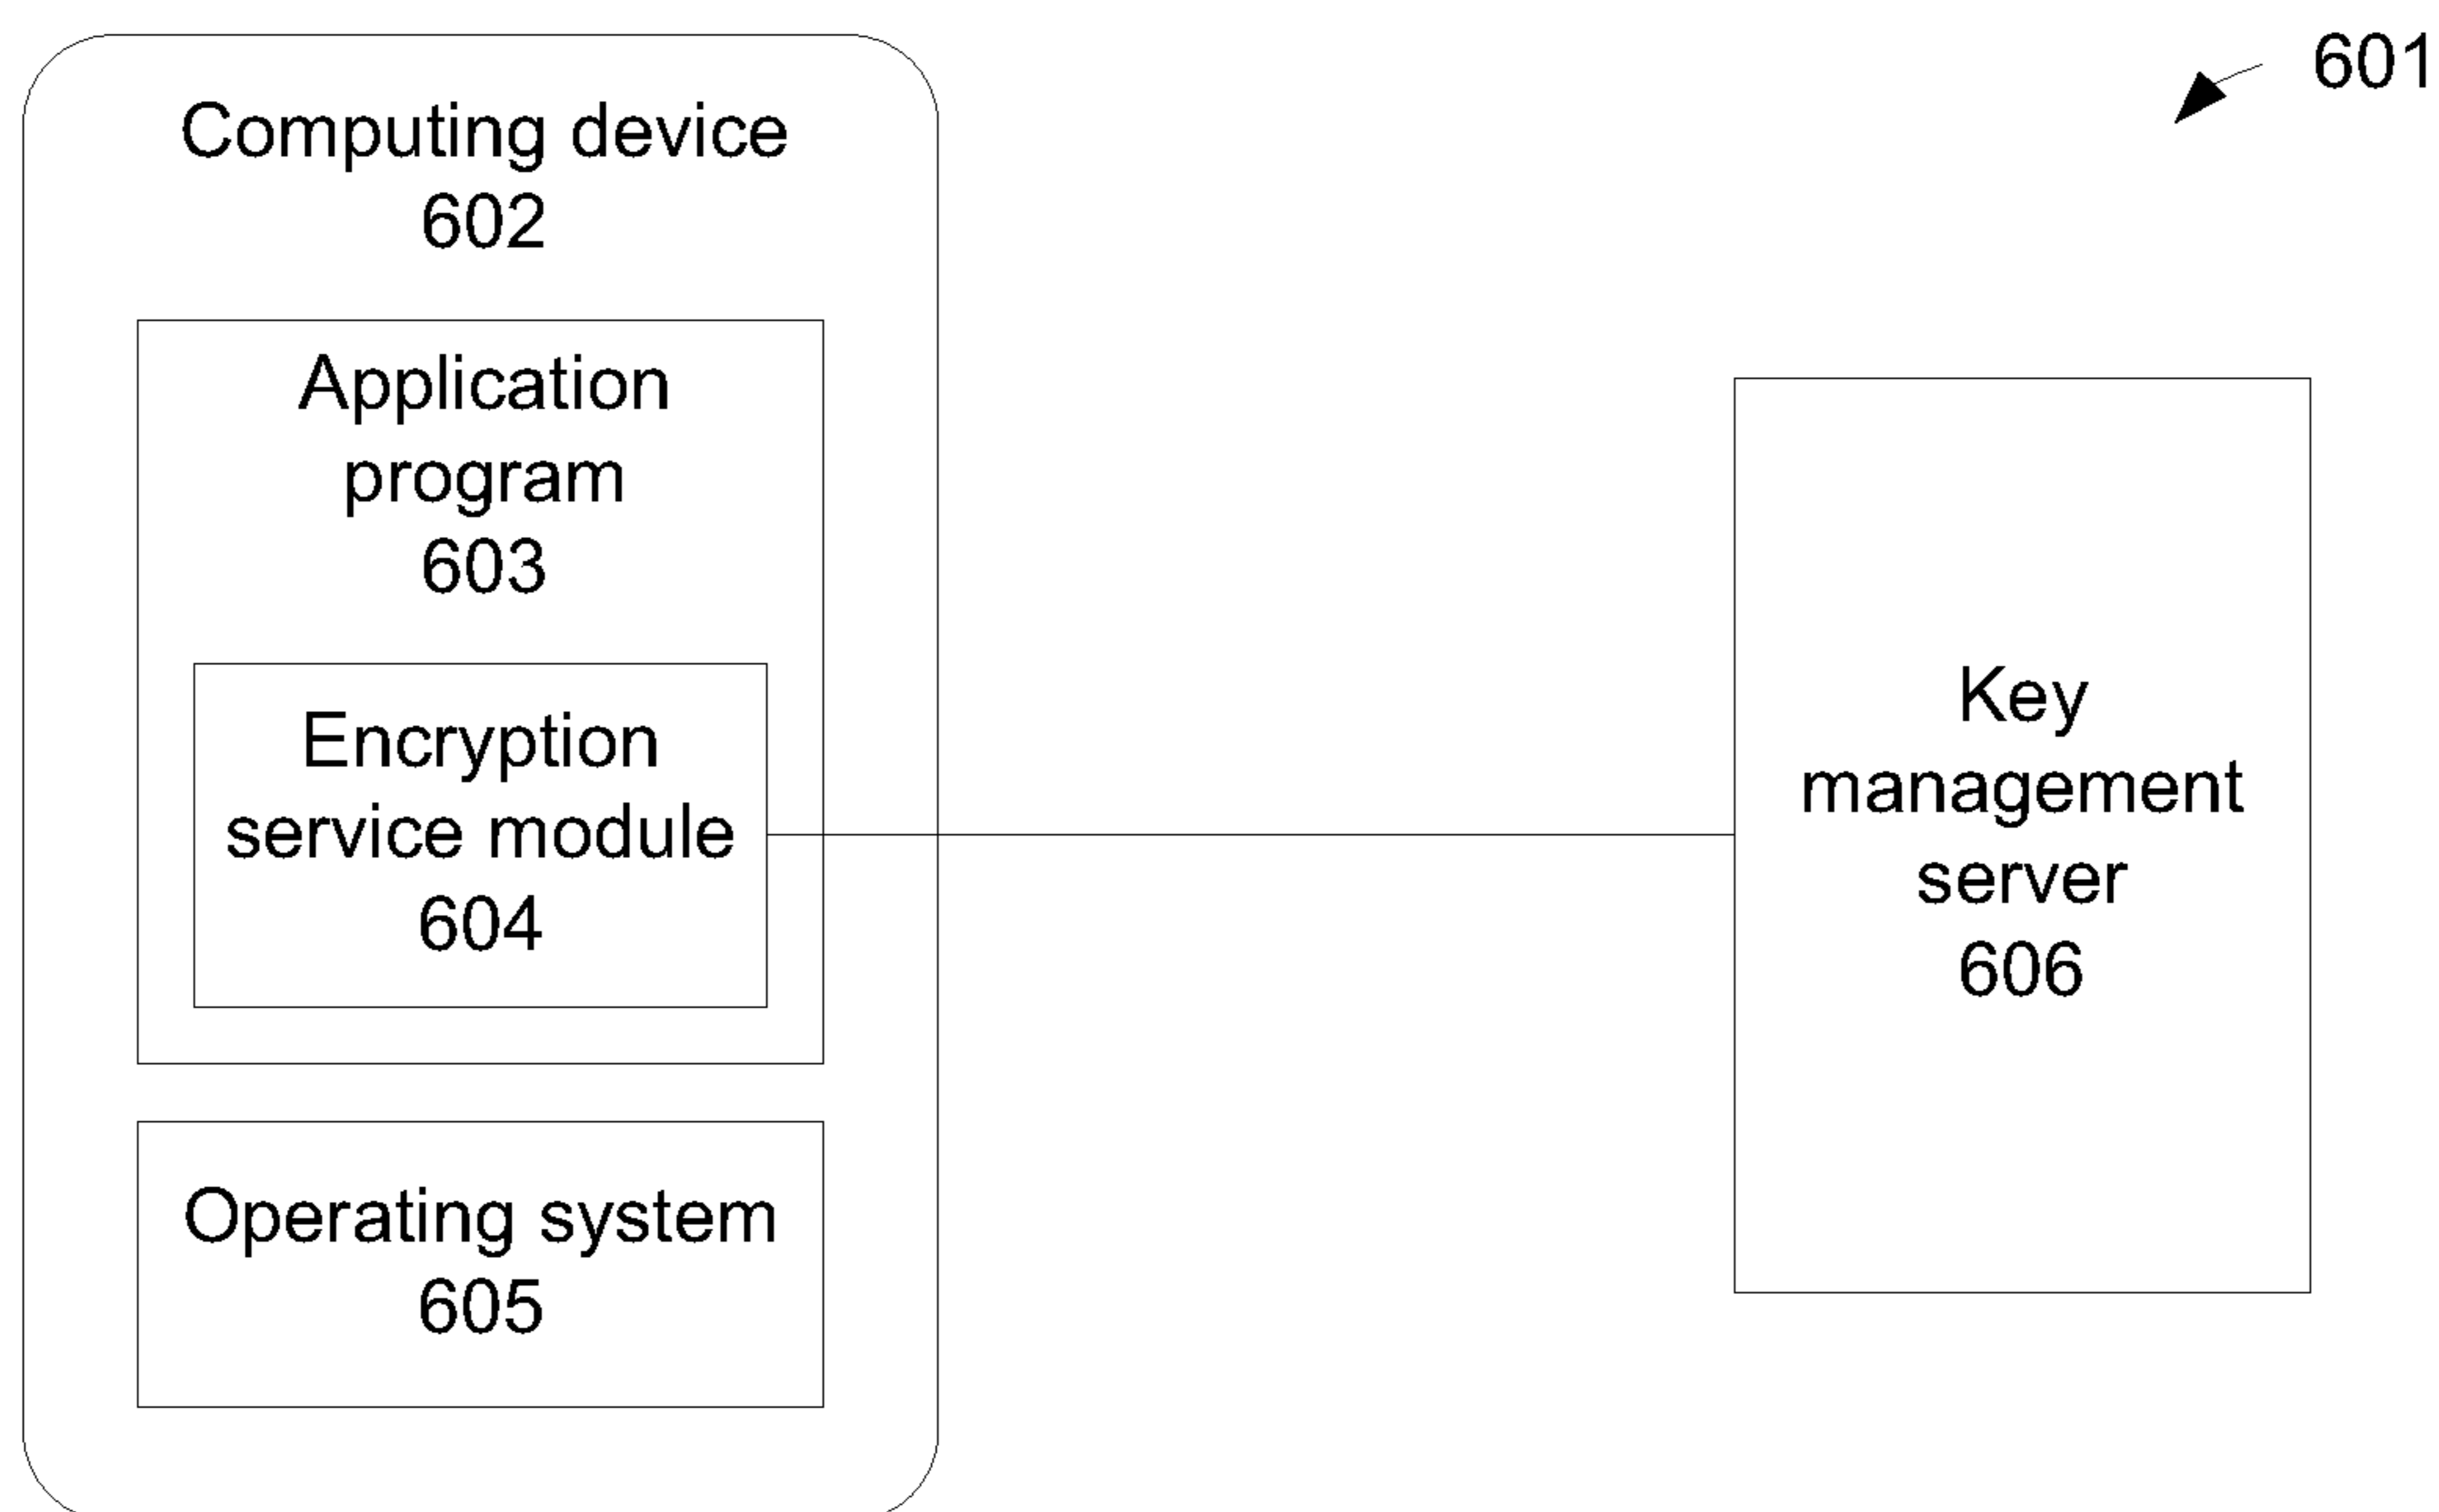 601
Computing device
602
Application
program
603
Encryption
service module
604
Operating system
605
Key
management
server
606